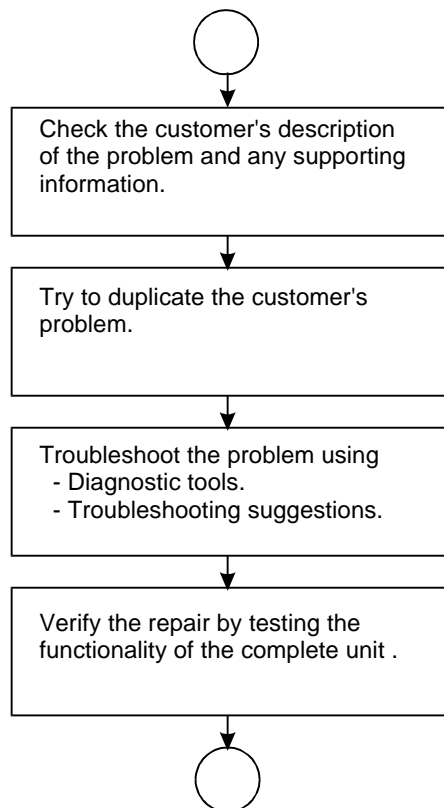 Check the customer's description
of the problem and any supporting
information.
Try to duplicate the customer's
problem.
Troubleshoot the problem using
- Diagnostic tools.
- Troubleshooting suggestions.
Verify the repair by testing the
functionality of the complete unit .